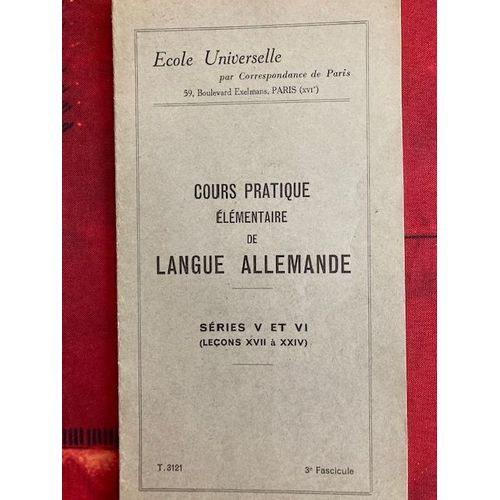 Ecole Universelle
par Correspondance de Paris
59, Boulevard Exelmans, PARIS (XVIᵉ)
COURS PRATIQUE
ÉLÉMENTAIRE
DE
LANGUE ALLEMANDE
SÉRIES V ET VI
(LEÇONS XVII à XXIV)
T. 3121 3ᵉ Fascicule